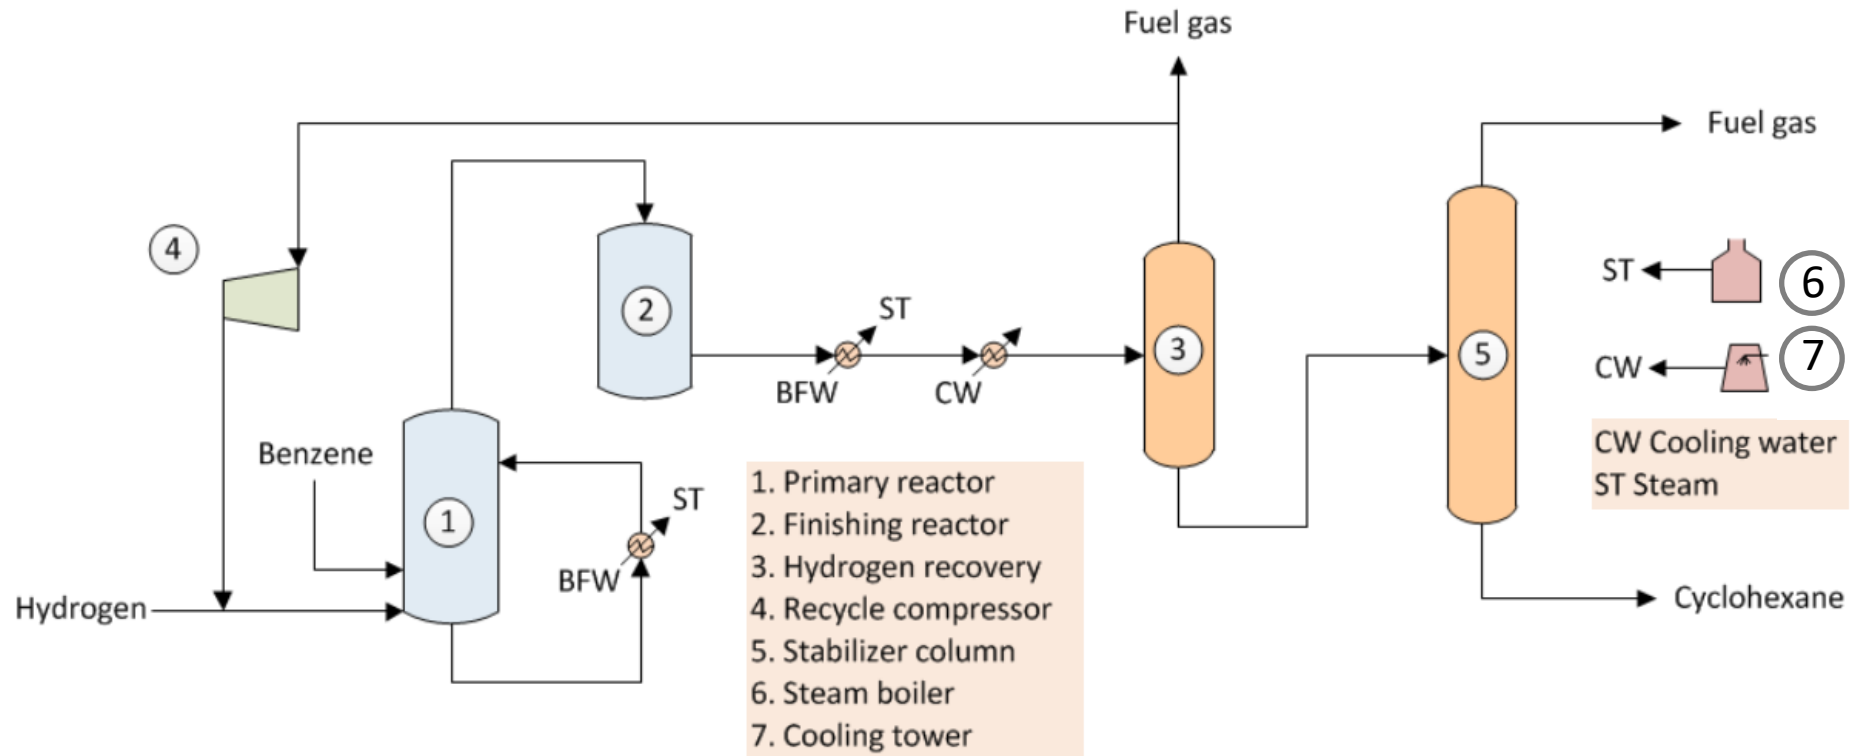 Fuel gas
Fuel gas
4
2
ST
BFW
CW
3
5
ST
6
CW
7
Benzene
1
ST
BFW
Hydrogen
1. Primary reactor
2. Finishing reactor
3. Hydrogen recovery
4. Recycle compressor
5. Stabilizer column
6. Steam boiler
7. Cooling tower
CW Cooling water
ST Steam
Cyclohexane